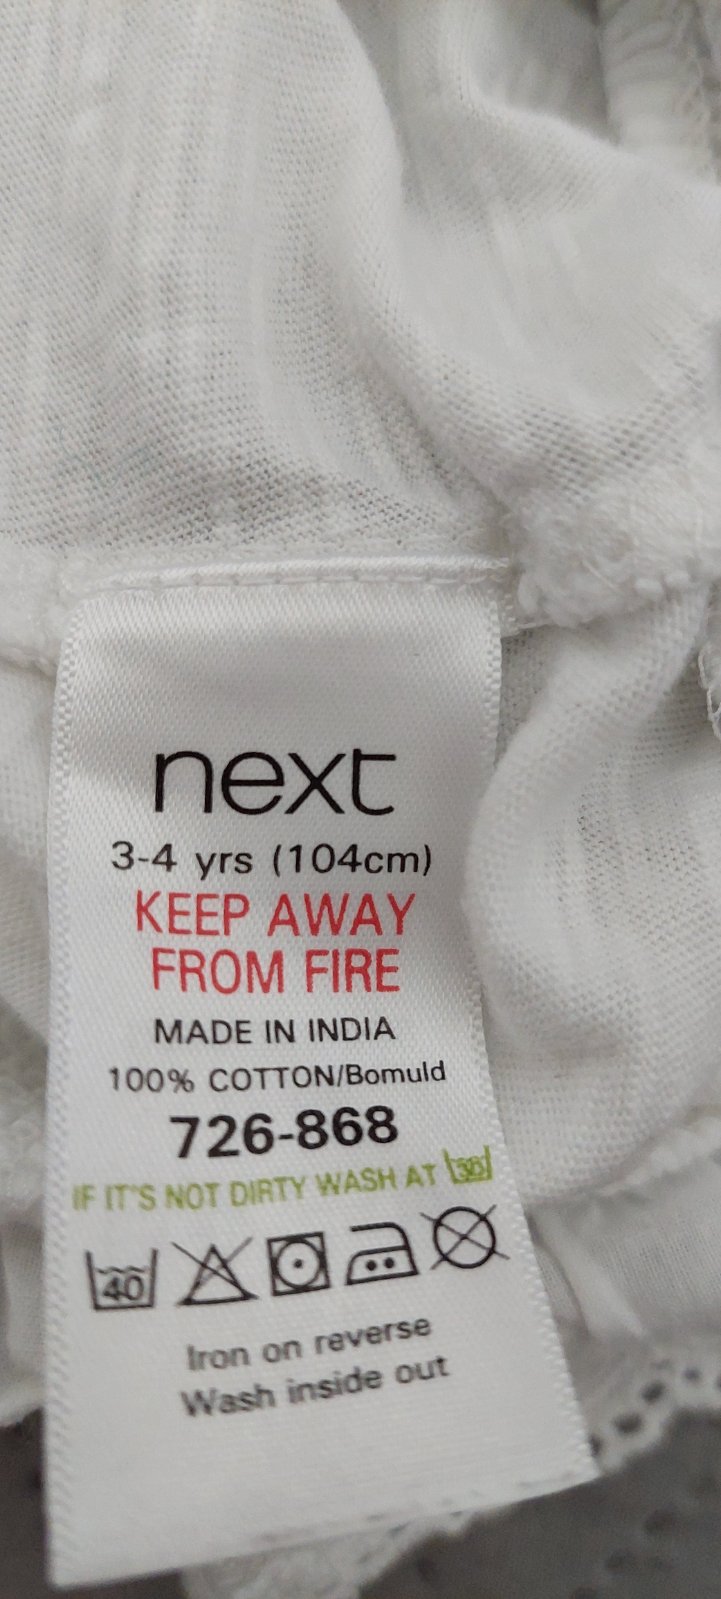 next
3-4 yrs (104cm)
KEEP AWAY
FROM FIRE
MADE IN INDIA
100% COTTON/Bomuld
726-868
IF IT'S NOT DIRTY WASH AT 30
40
Iron on reverse
Wash inside out